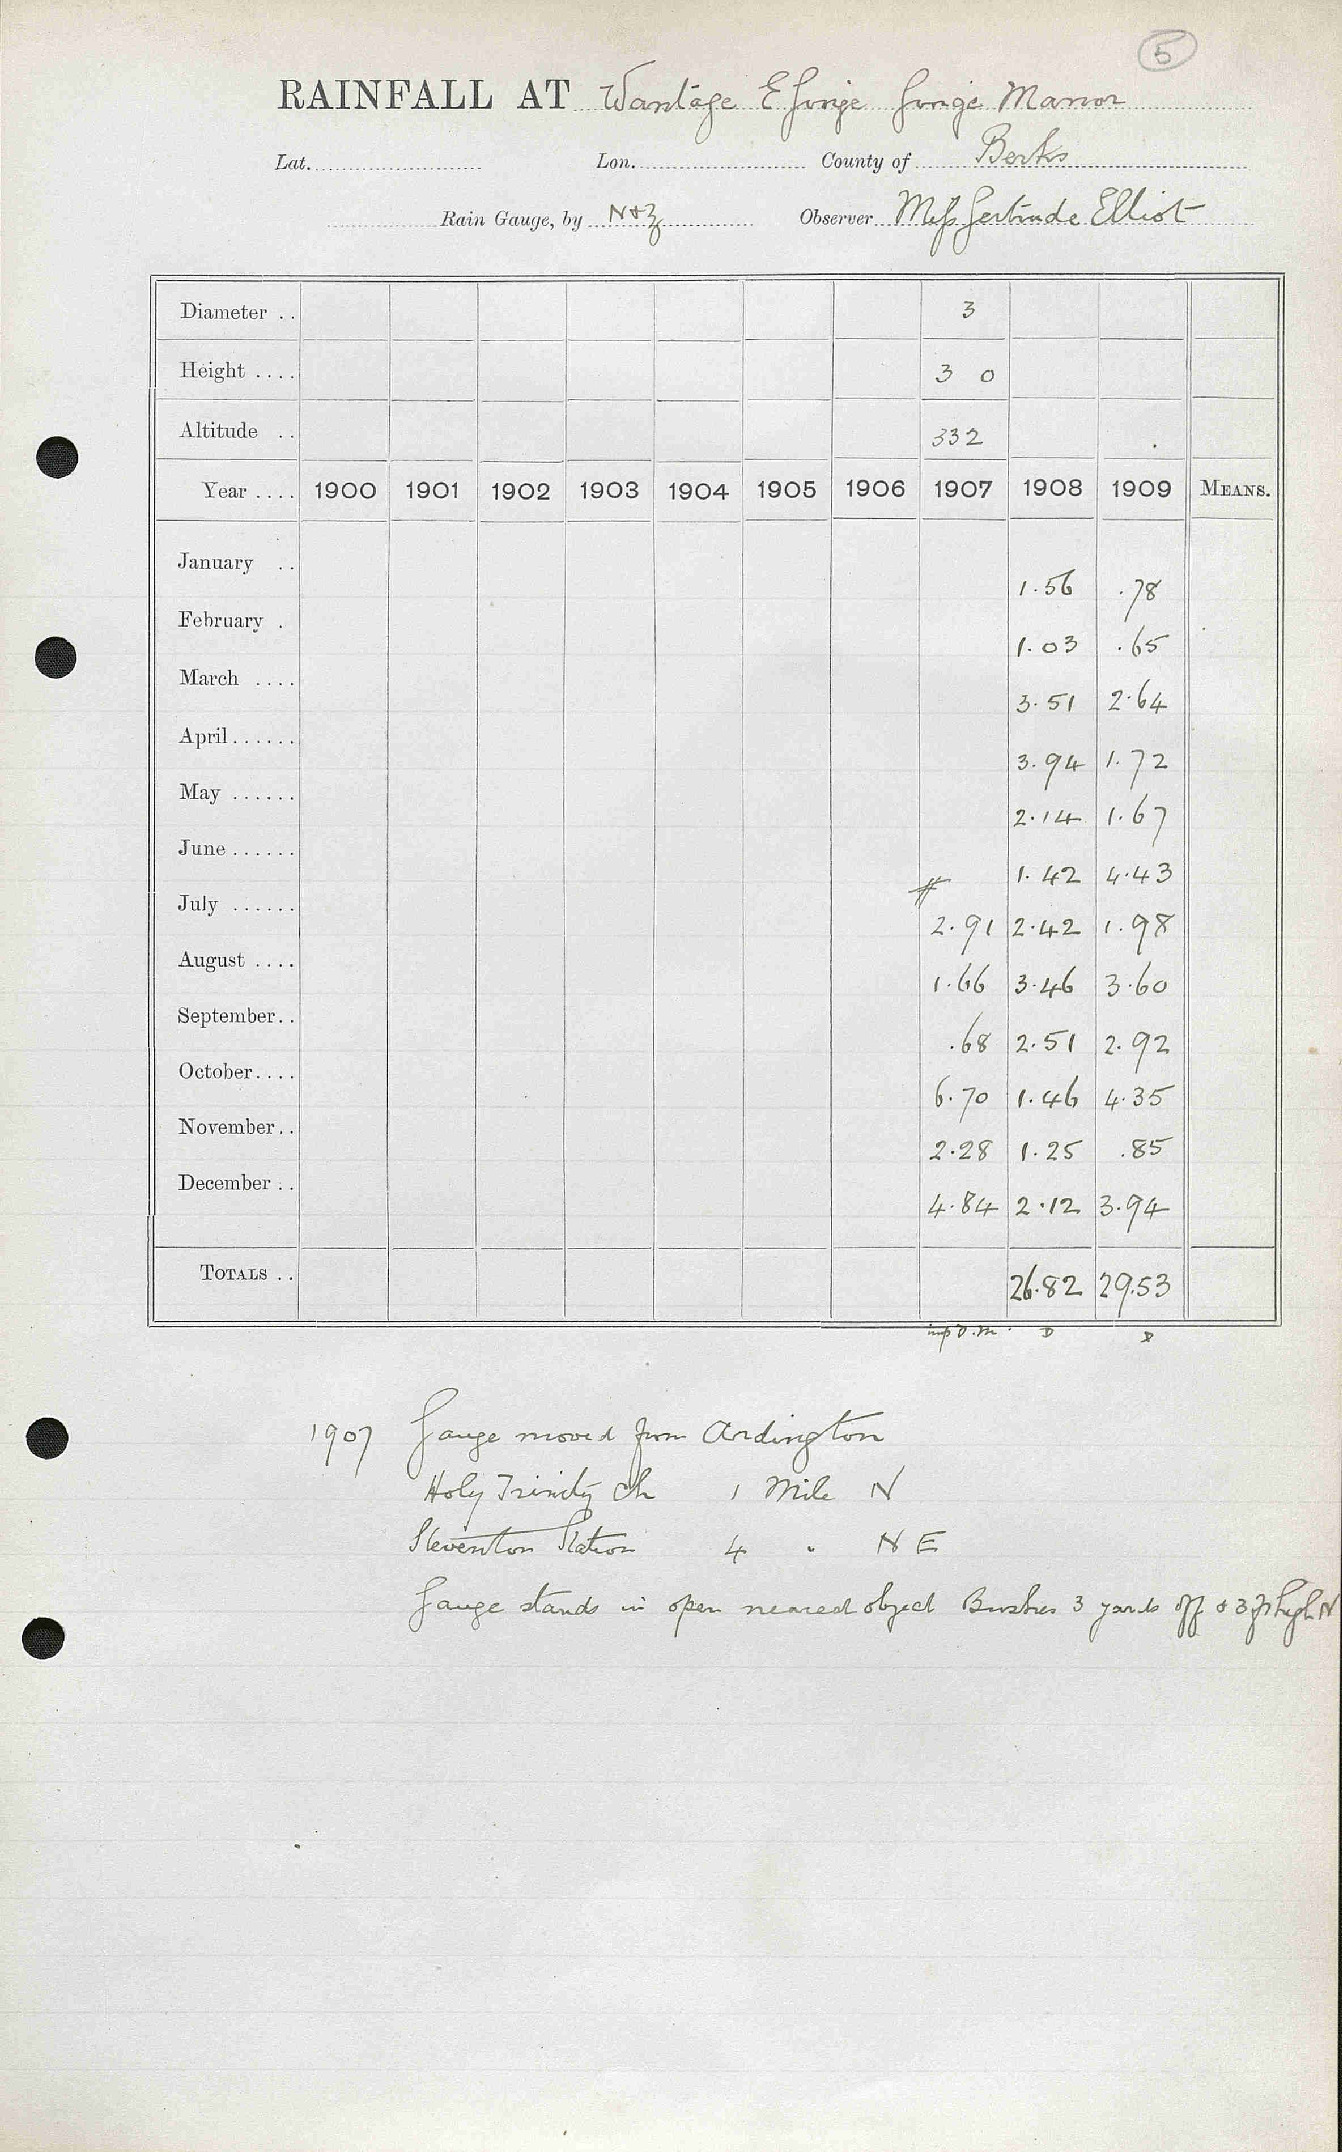 5
RAINFALL AT Wantage E Ginge Ginge Manor
Lat. Lon. County of Berks
Rain Gauge, by N+Z Observer Miss Gertrude Elliot
Diameter .. 3
Height .... 3 0
Altitude .. 332
Year .... 1900 1901 1902 1903 1904 1905 1906 1907 1908 1909 MEANS.
January .. 1.56 .78
February . 1.03 .65
March .... 3.51 2.64
April...... 3.94 1.72
May ...... 2.14 1.67
June...... 1.42 4.43
July ...... # 2.91 2.42 1.98
August .... 1.66 3.46 3.60
September.. .68 2.51 2.92
October.... 6.70 1.46 4.35
November.. 2.28 1.25 .85
December .. 4.84 2.12 3.94
TOTALS .. 26.82 29.53
D
1907 Gauge moved from Ardington
Holy Trinity Ch 1 Mile N
Steventon Station 4 " N E
Gauge stands in open nearest object Bushes 3 yards off & 3 ft high N